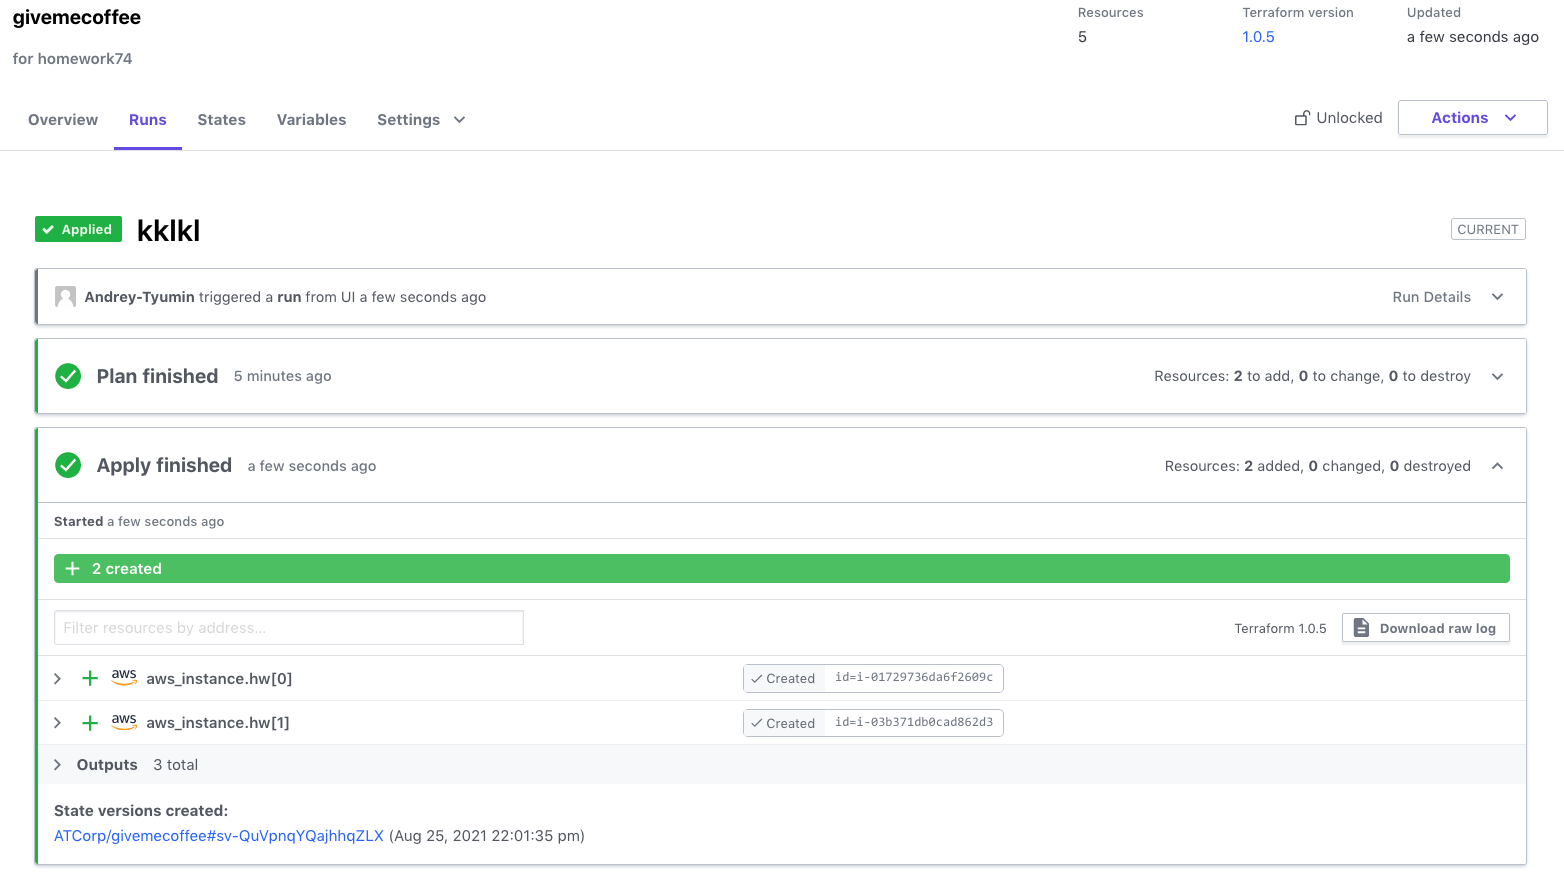 givemecoffee
for homework74
Resources
5
Terraform version
1.0.5
Updated
a few seconds ago
Overview Runs States Variables Settings
Unlocked Actions
Applied kklkl CURRENT
Andrey-Tyumin triggered a run from UI a few seconds ago Run Details
Plan finished 5 minutes ago Resources: 2 to add, 0 to change, 0 to destroy
Apply finished a few seconds ago Resources: 2 added, 0 changed, 0 destroyed
Started a few seconds ago
+ 2 created
Filter resources by address... Terraform 1.0.5 Download raw log
+ aws aws_instance.hw[0] Created id=i-01729736da6f2609c
+ aws aws_instance.hw[1] Created id=i-03b371db0cad862d3
Outputs 3 total
State versions created:
ATCorp/givemecoffee#sv-QuVpnqYQajhhqZLX (Aug 25, 2021 22:01:35 pm)